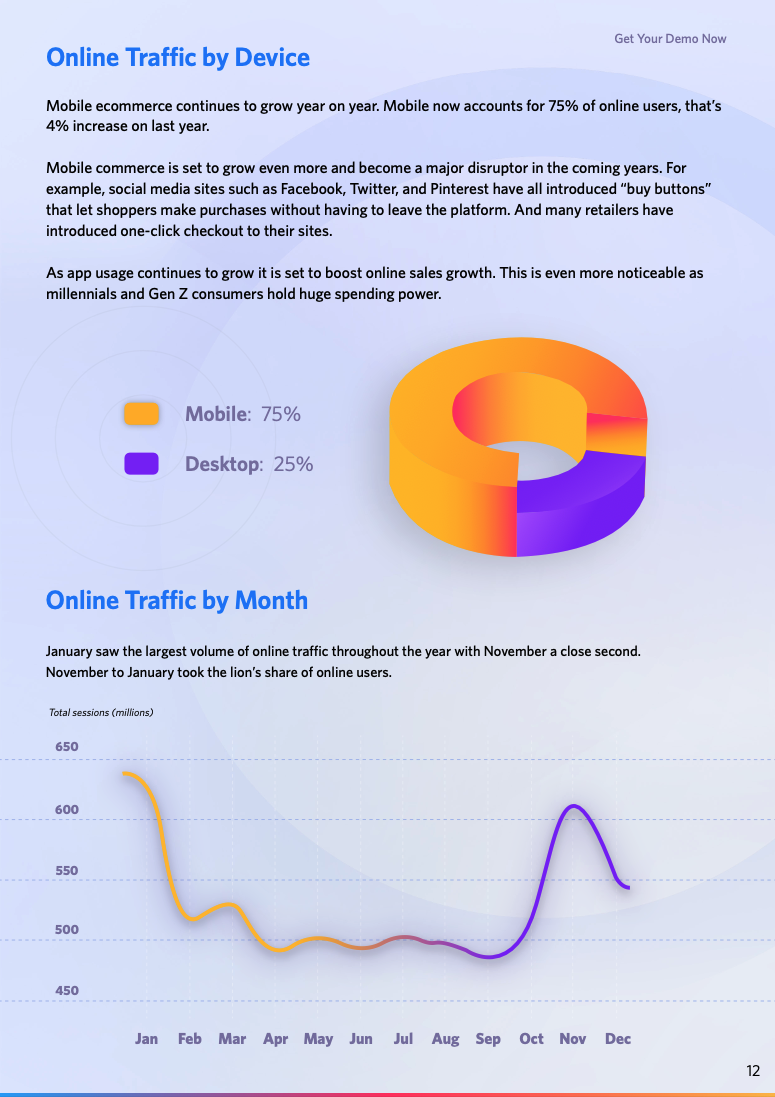 Get Your Demo Now
Online Traffic by Device
Mobile ecommerce continues to grow year on year. Mobile now accounts for 75% of online users, that’s
4% increase on last year.
Mobile commerce is set to grow even more and become a major disruptor in the coming years. For
example, social media sites such as Facebook, Twitter, and Pinterest have all introduced “buy buttons”
that let shoppers make purchases without having to leave the platform. And many retailers have
introduced one-click checkout to their sites.
As app usage continues to grow it is set to boost online sales growth. This is even more noticeable as
millennials and Gen Z consumers hold huge spending power.
Mobile: 75%
Desktop: 25%
Online Traffic by Month
January saw the largest volume of online traffic throughout the year with November a close second.
November to January took the lion’s share of online users.
Total sessions (millions)
650
600
550
500
450
Jan Feb Mar Apr May Jun Jul Aug Sep Oct Nov Dec
12